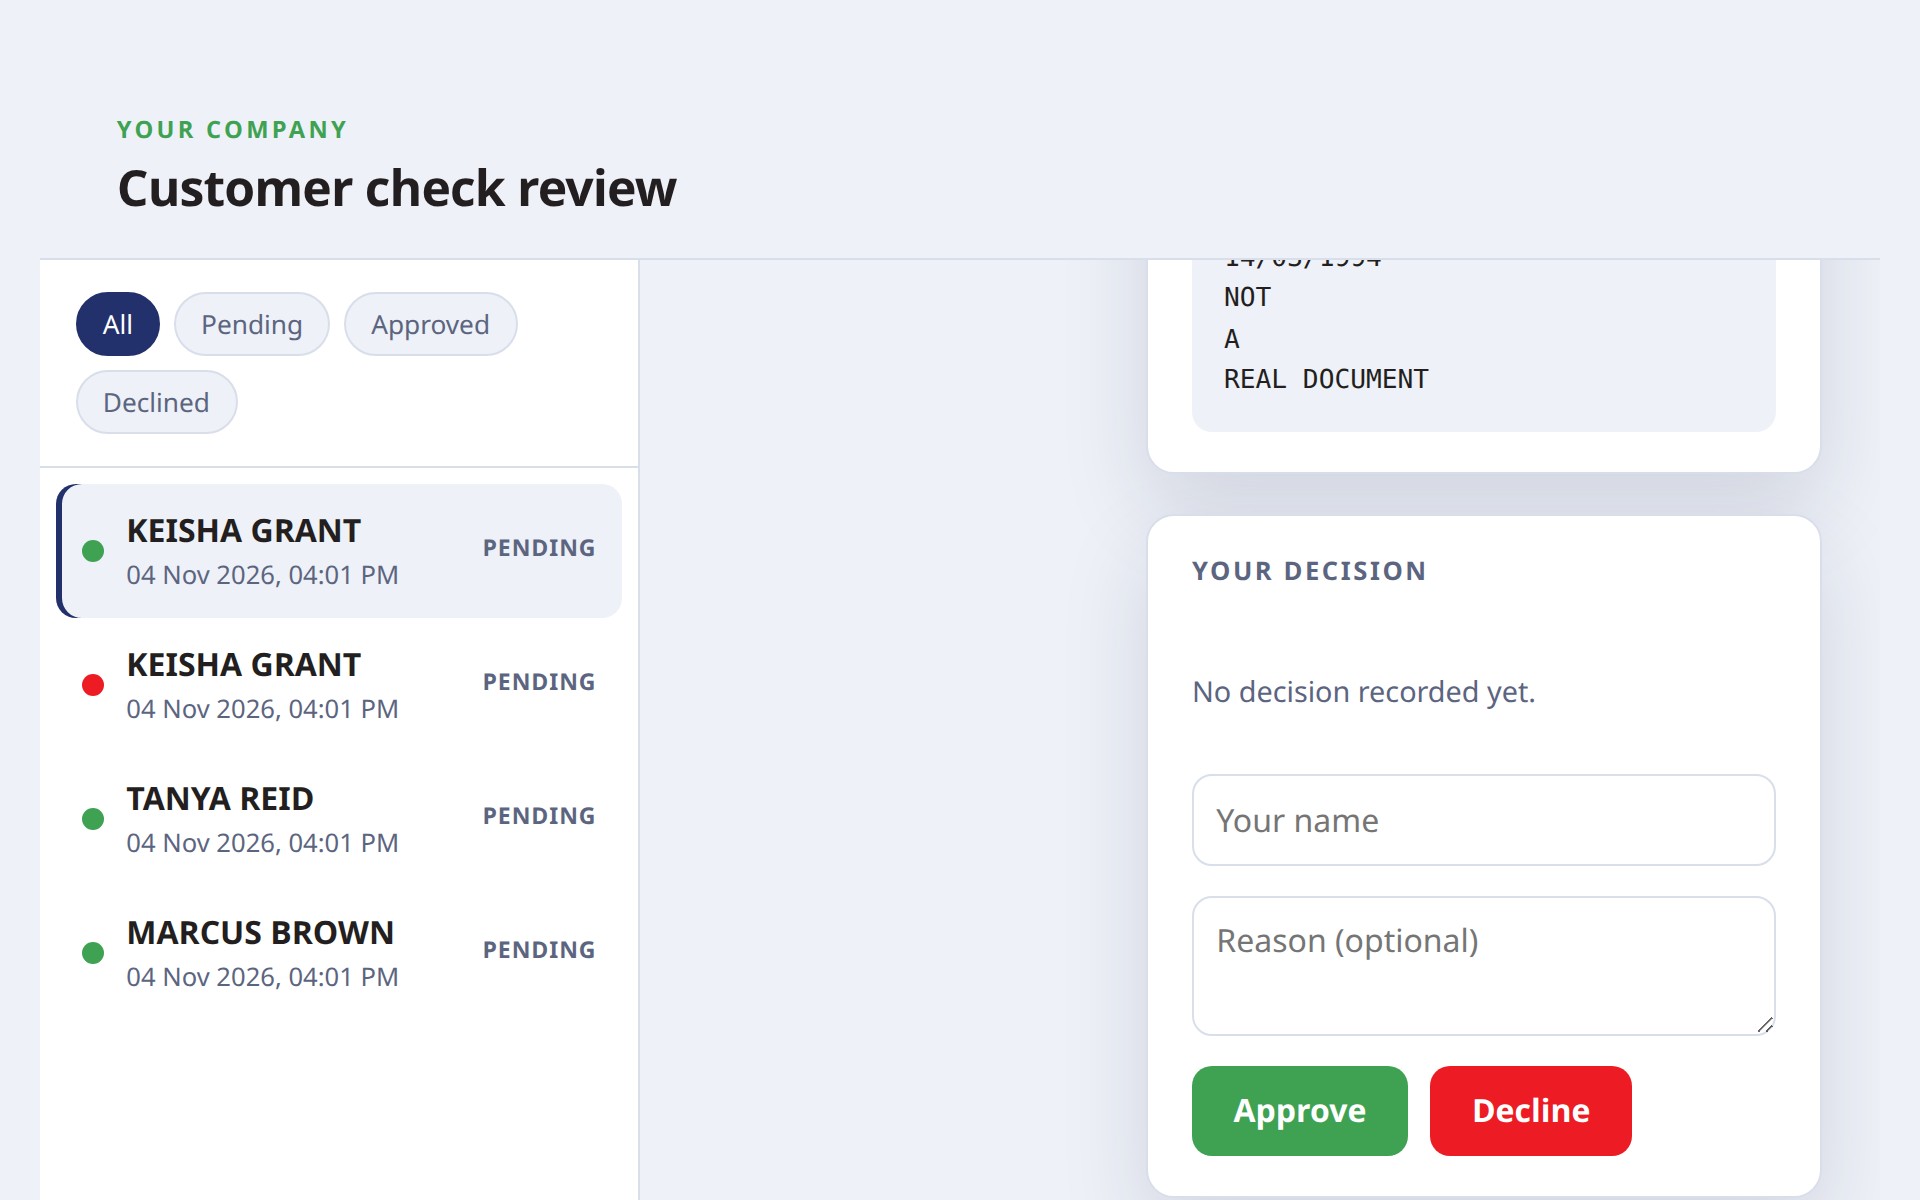 YOUR COMPANY
Customer check review
All
Pending
Approved
Declined
KEISHA GRANT
04 Nov 2026, 04:01 PM
PENDING
KEISHA GRANT
04 Nov 2026, 04:01 PM
PENDING
TANYA REID
04 Nov 2026, 04:01 PM
PENDING
MARCUS BROWN
04 Nov 2026, 04:01 PM
PENDING
NOT
A
REAL DOCUMENT
YOUR DECISION
No decision recorded yet.
Your name
Reason (optional)
Approve
Decline